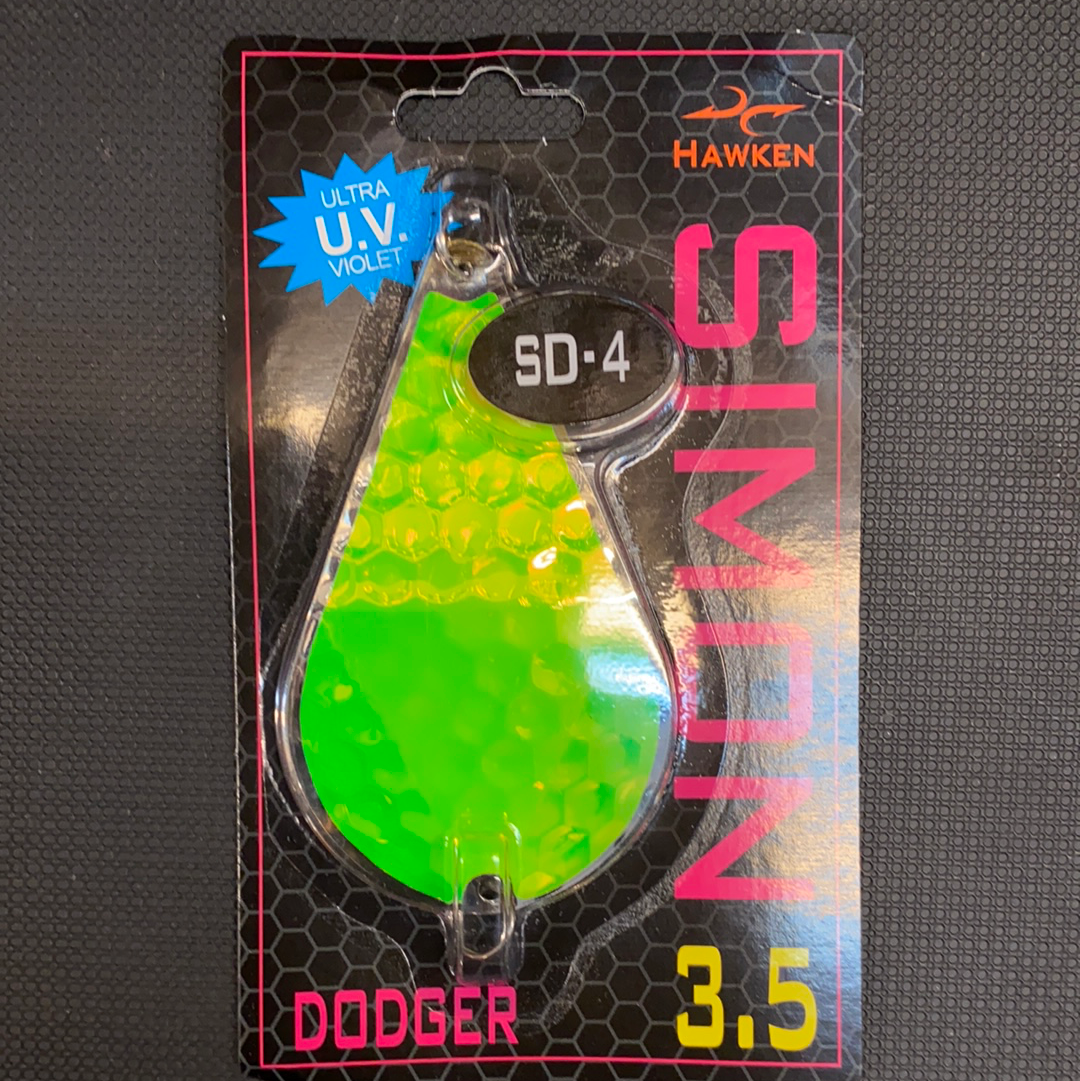 HAWKEN
ULTRA
U.V.
VIOLET
SD-4
SIMON
3.5
DODGER